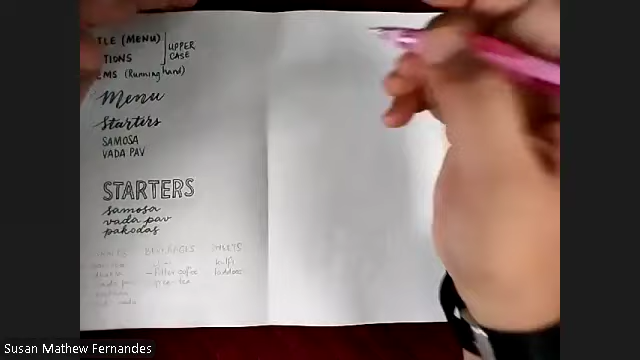 TLE (MENU)
TIONS
UPPER
CASE
EMS (Running hand)
Menu
Starters
SAMOSA
VADA PAV
STARTERS
samosa
vada pav
pakodas
BEVERAGES
- filter coffee
kulfi
laddoos
Susan Mathew Fernandes